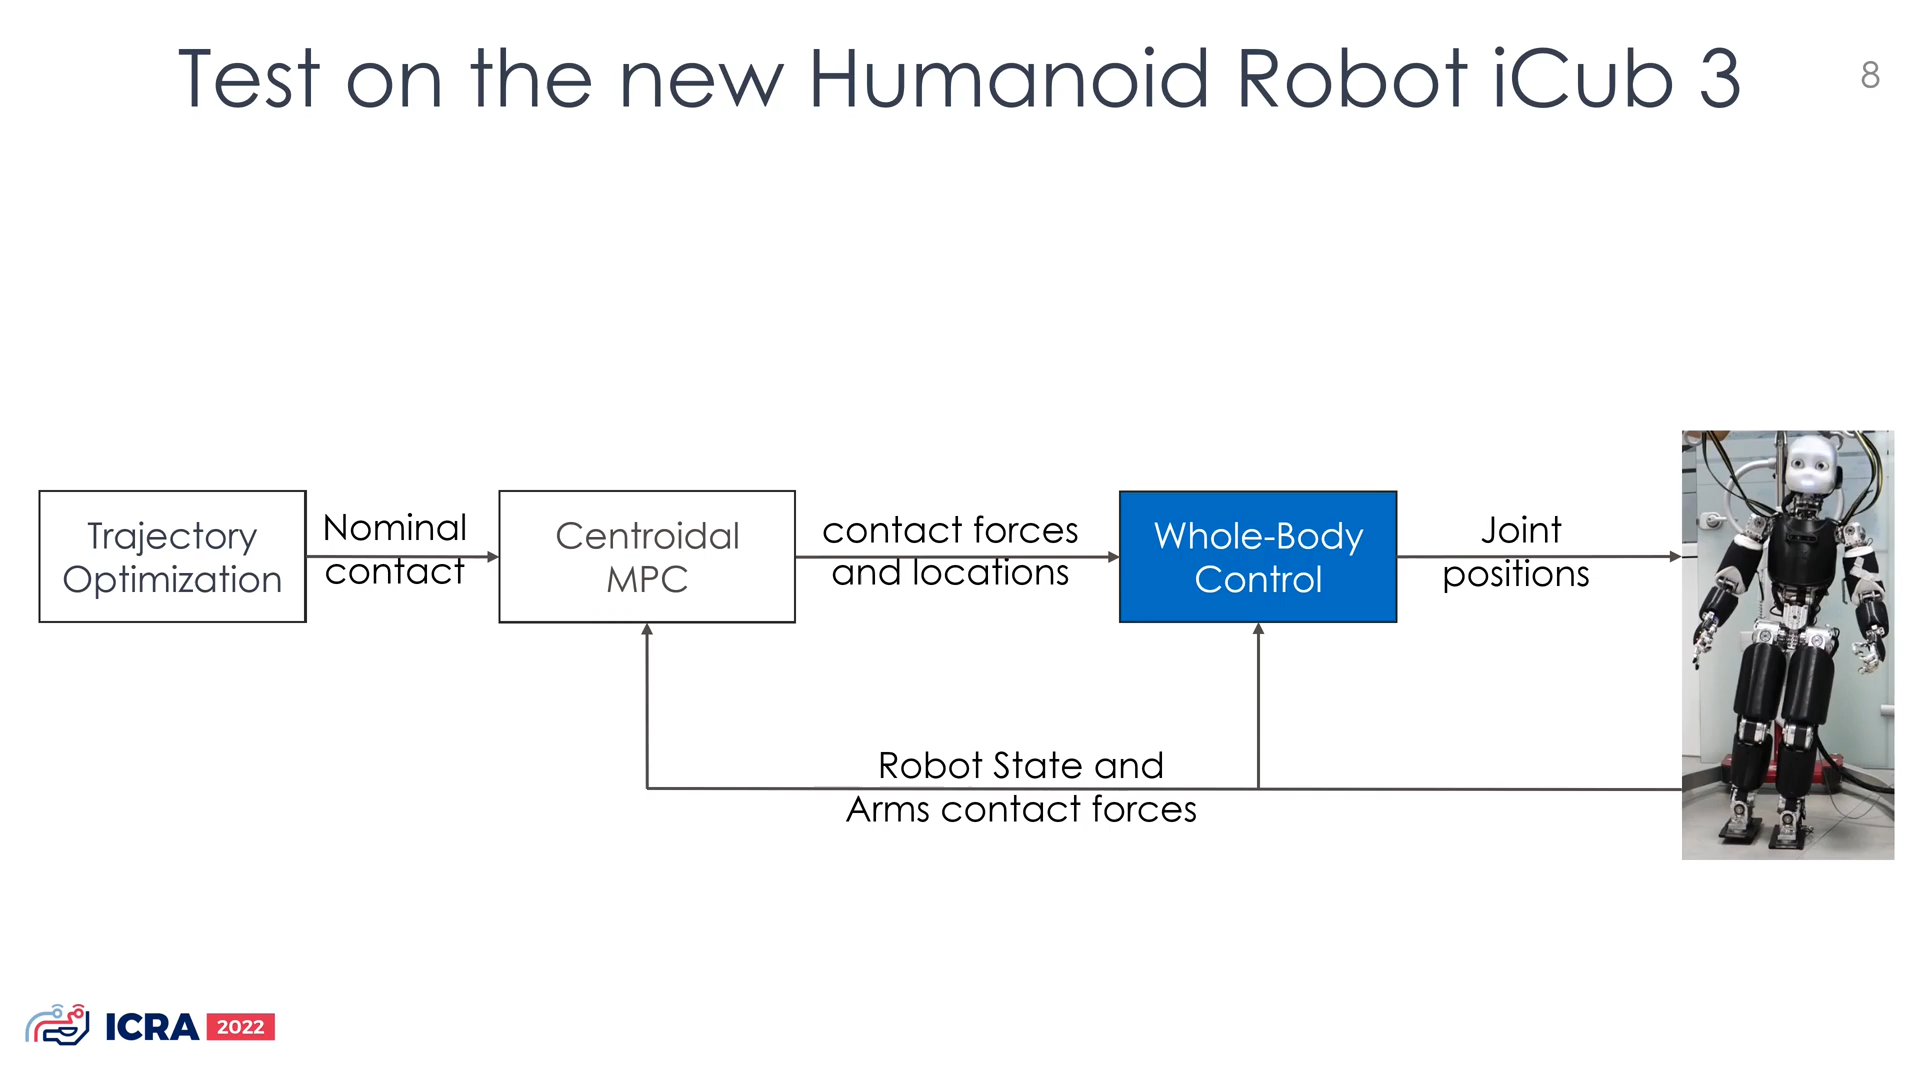 Test on the new Humanoid Robot iCub 3
8
Trajectory
Optimization
Nominal
contact
Centroidal
MPC
contact forces
and locations
Whole-Body
Control
Joint
positions
Robot State and
Arms contact forces
ICRA 2022